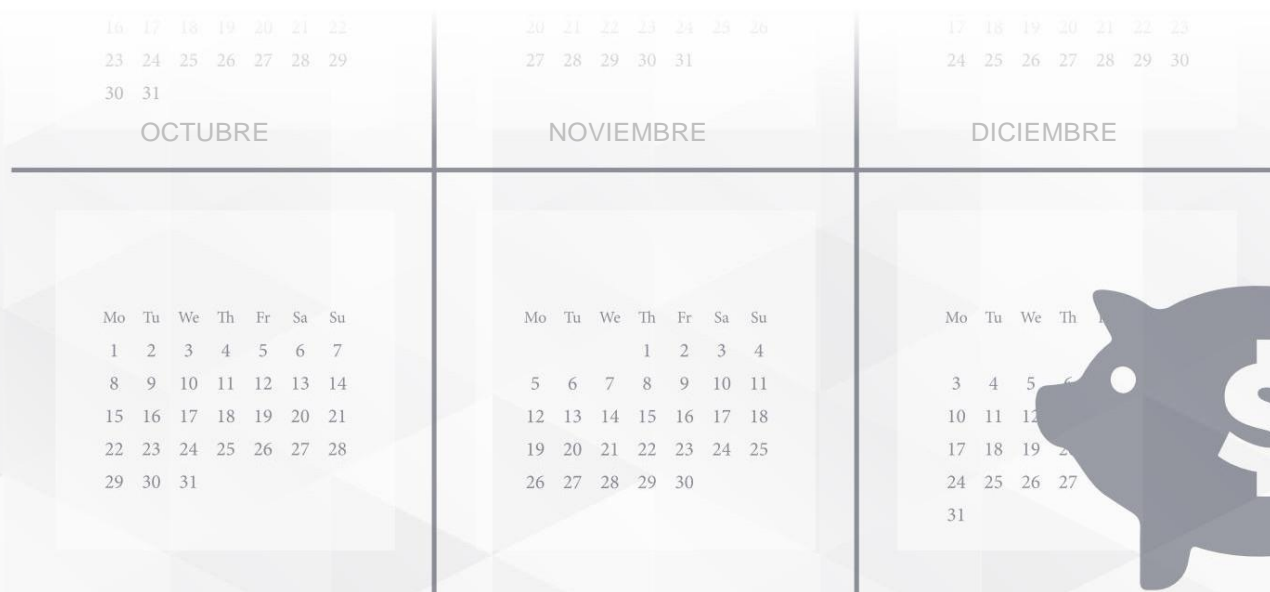 16 17 18 19 20 21 22
23 24 25 26 27 28 29
30 31
OCTUBRE
Mo Tu We Th Fr Sa Su
1 2 3 4 5 6 7
8 9 10 11 12 13 14
15 16 17 18 19 20 21
22 23 24 25 26 27 28
29 30 31
20 21 22 23 24 25 26
27 28 29 30 31
NOVIEMBRE
Mo Tu We Th Fr Sa Su
1 2 3 4
5 6 7 8 9 10 11
12 13 14 15 16 17 18
19 20 21 22 23 24 25
26 27 28 29 30
17 18 19 20 21 22 23
24 25 26 27 28 29 30
DICIEMBRE
Mo Tu We Th
3 4 5
10 11 12
17 18 19
24 25 26 27
31
$